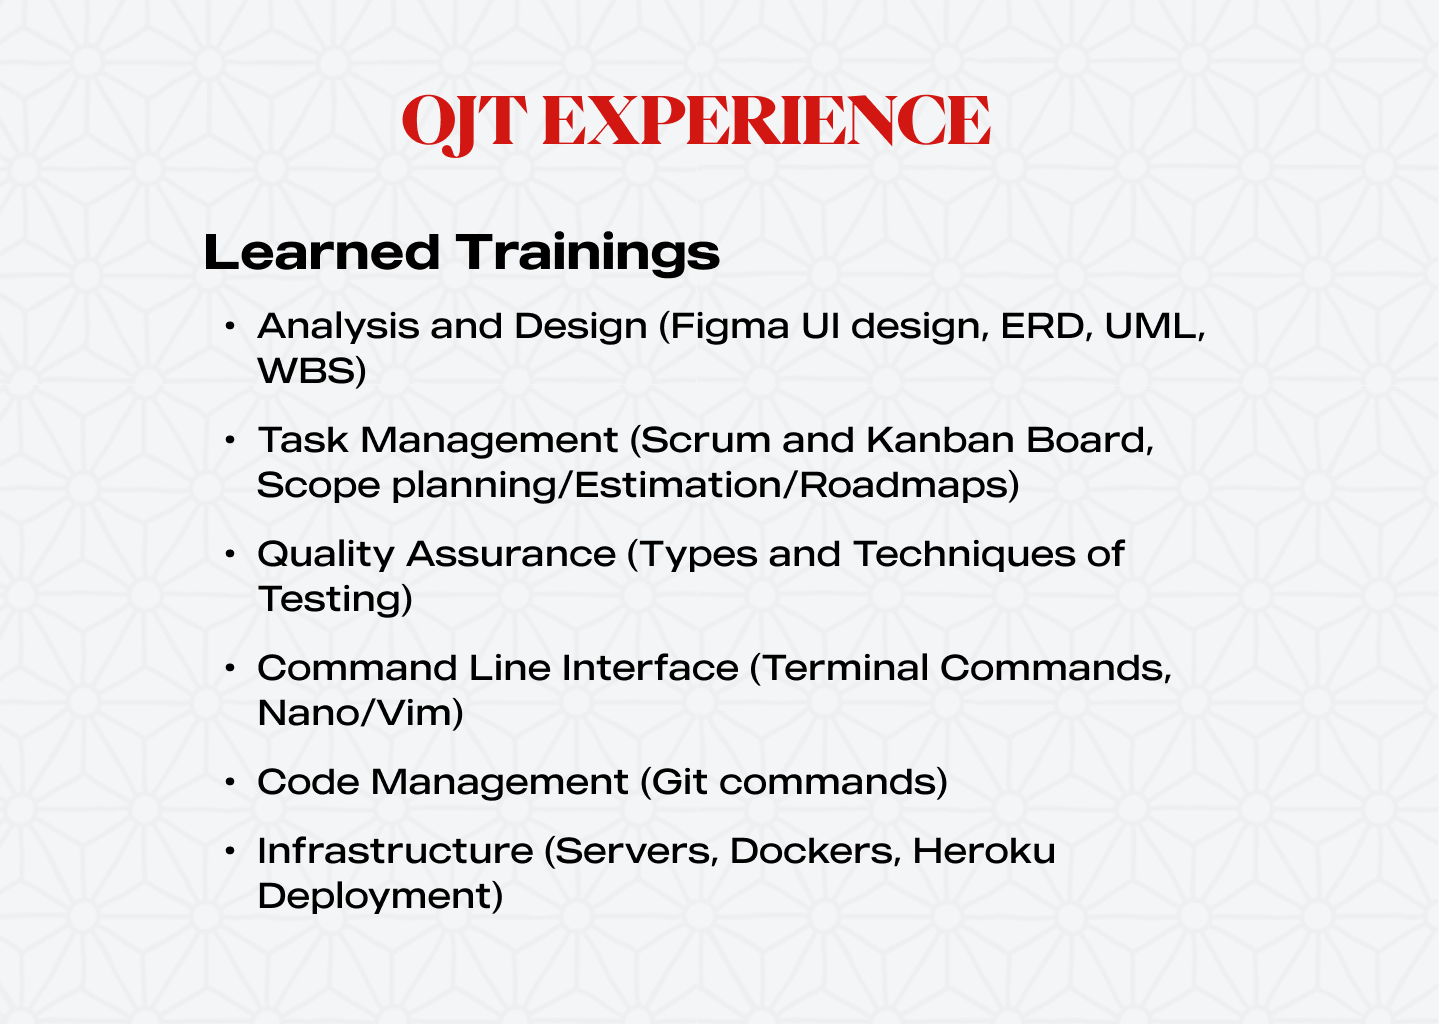 OJT EXPERIENCE
Learned Trainings
• Analysis and Design (Figma UI design, ERD, UML,
WBS)
• Task Management (Scrum and Kanban Board,
Scope planning/Estimation/Roadmaps)
• Quality Assurance (Types and Techniques of
Testing)
• Command Line Interface (Terminal Commands,
Nano/Vim)
• Code Management (Git commands)
• Infrastructure (Servers, Dockers, Heroku
Deployment)